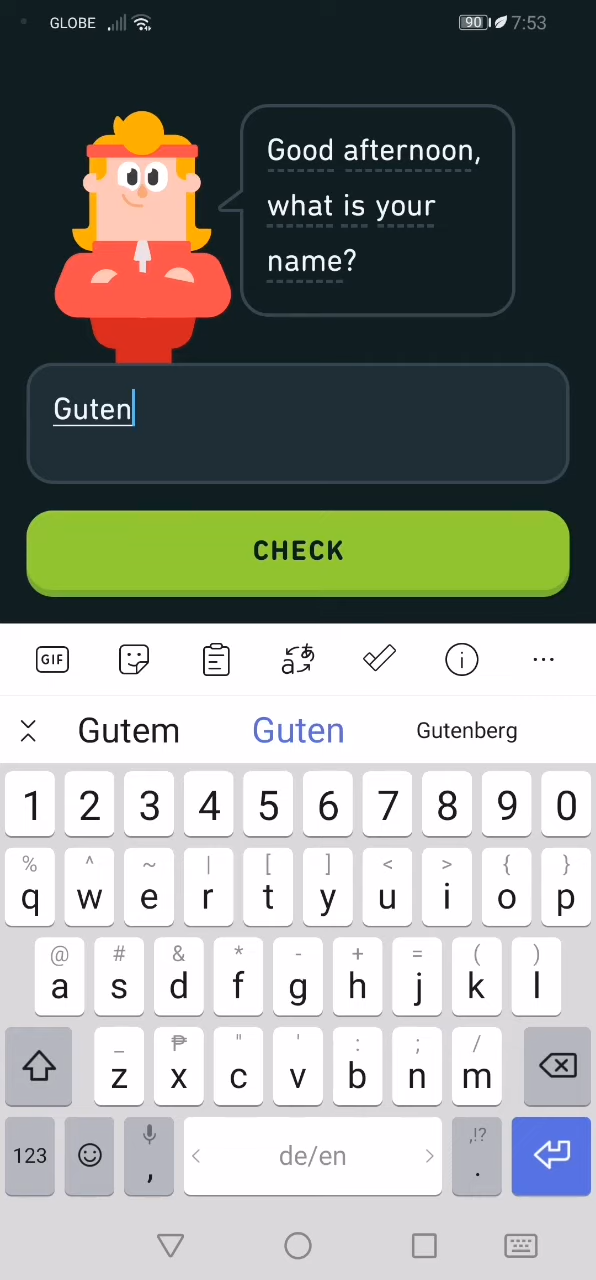 GLOBE 90 7:53
Good afternoon,
what is your
name?
Guten
CHECK
GIF a あ i ...
Gutem Guten Gutenberg
1 2 3 4 5 6 7 8 9 0
% ^ ~ | [ ] < > { }
q w e r t y u i o p
@ # & * - + = ( )
a s d f g h j k l
_ ₱ " ' : ; /
z x c v b n m
123 , < de/en > ,!? .